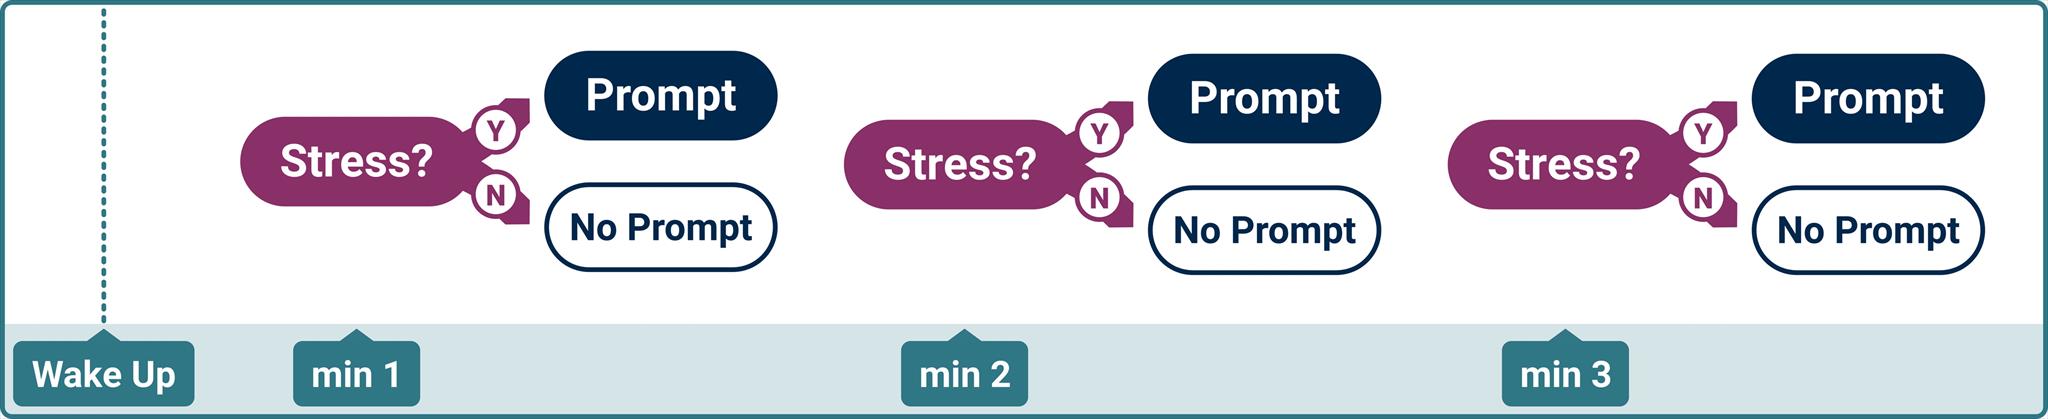 Stress?
Y
N
Prompt
No Prompt
Stress?
Y
N
Prompt
No Prompt
Stress?
Y
N
Prompt
No Prompt
Wake Up
min 1
min 2
min 3